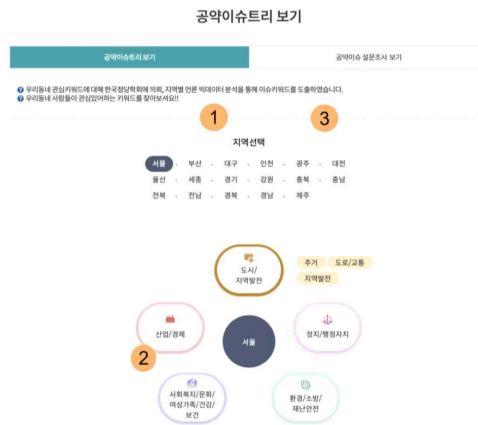 공약이슈트리 보기
공약이슈트리 보기 공약이슈 설문조사 보기
우리동네 관심키워드에 대해 한국정당학회에 의뢰, 지역별 언론 빅데이터 분석을 통해 이슈키워드를 도출하였습니다.
우리동네 사람들이 관심있어하는 키워드를 찾아보세요!!
1 3
지역선택
서울 · 부산 · 대구 · 인천 · 광주 · 대전
울산 · 세종 · 경기 · 강원 · 충북 · 충남
전북 · 전남 · 경북 · 경남 · 제주
도시/
지역발전
주거 도로/교통
지역발전
산업/경제
정치/행정자치
서울
2
사회복지/문화/
여성가족/건강/
보건
환경/소방/
재난안전